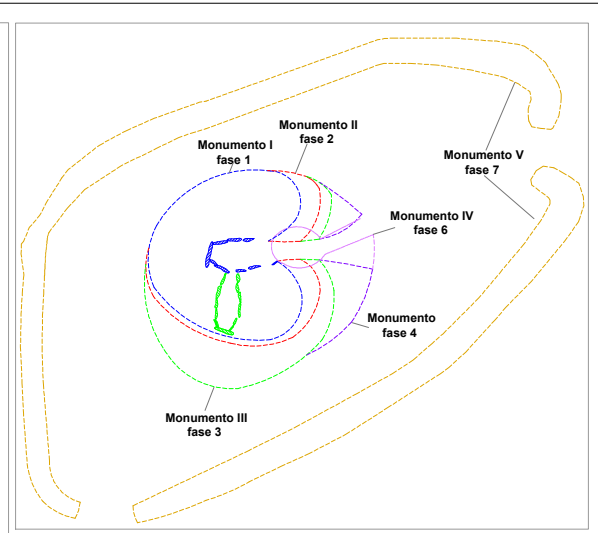 Monumento II
fase 2
Monumento I
fase 1
Monumento V
fase 7
Monumento IV
fase 6
Monumento
fase 4
Monumento III
fase 3